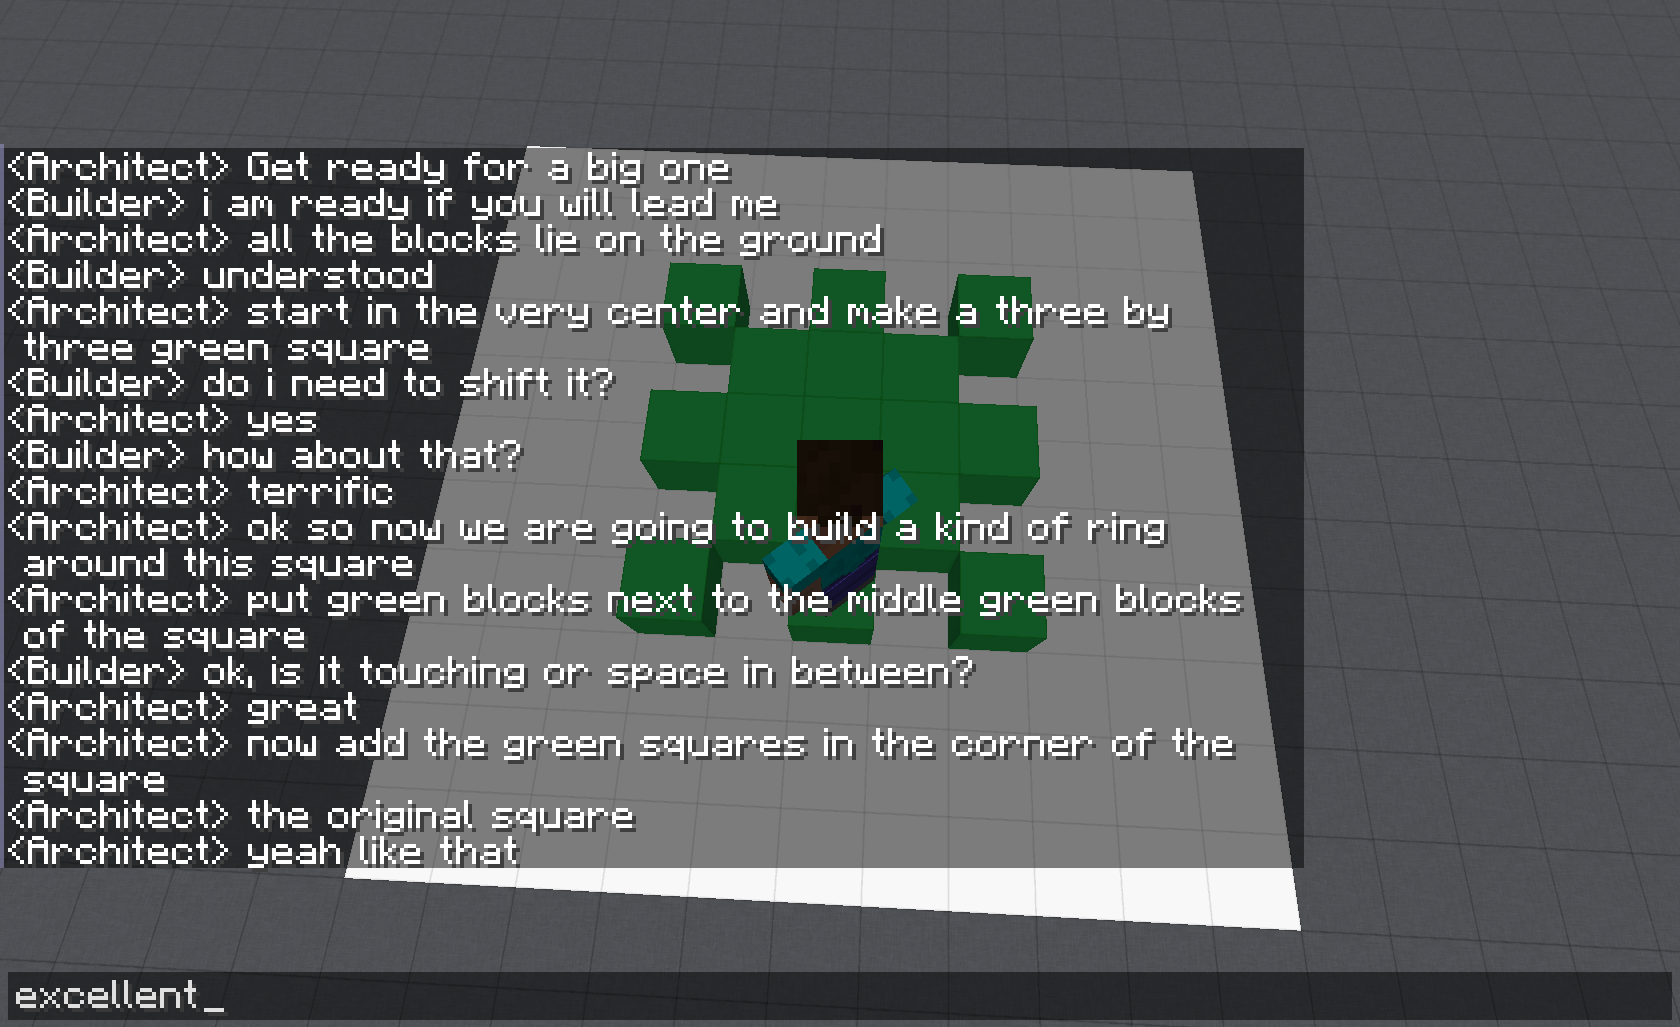 <Architect> Get ready for a big one
<Builder> i am ready if you will lead me
<Architect> all the blocks lie on the ground
<Builder> understood
<Architect> start in the very center and make a three by
three green square
<Builder> do i need to shift it?
<Architect> yes
<Builder> how about that?
<Architect> terrific
<Architect> ok so now we are going to build a kind of ring
around this square
<Architect> put green blocks next to the middle green blocks
of the square
<Builder> ok, is it touching or space in between?
<Architect> great
<Architect> now add the green squares in the corner of the
square
<Architect> the original square
<Architect> yeah like that
excellent_